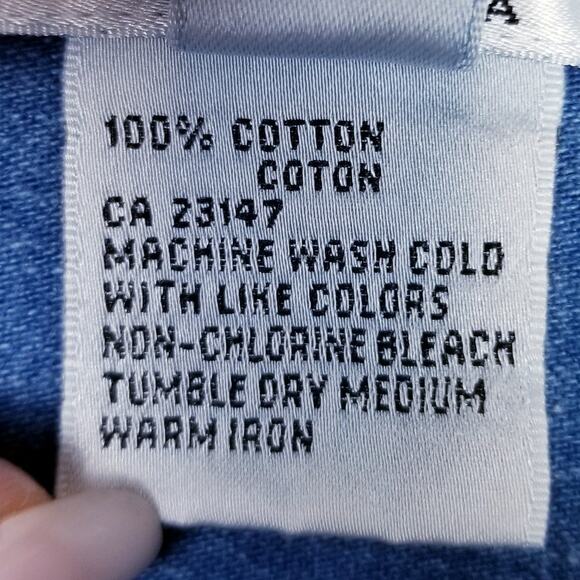 A
100% COTTON
COTON
CA 23147
MACHINE WASH COLD
WITH LIKE COLORS
NON-CHLORINE BLEACH
TUMBLE DRY MEDIUM
WARM IRON